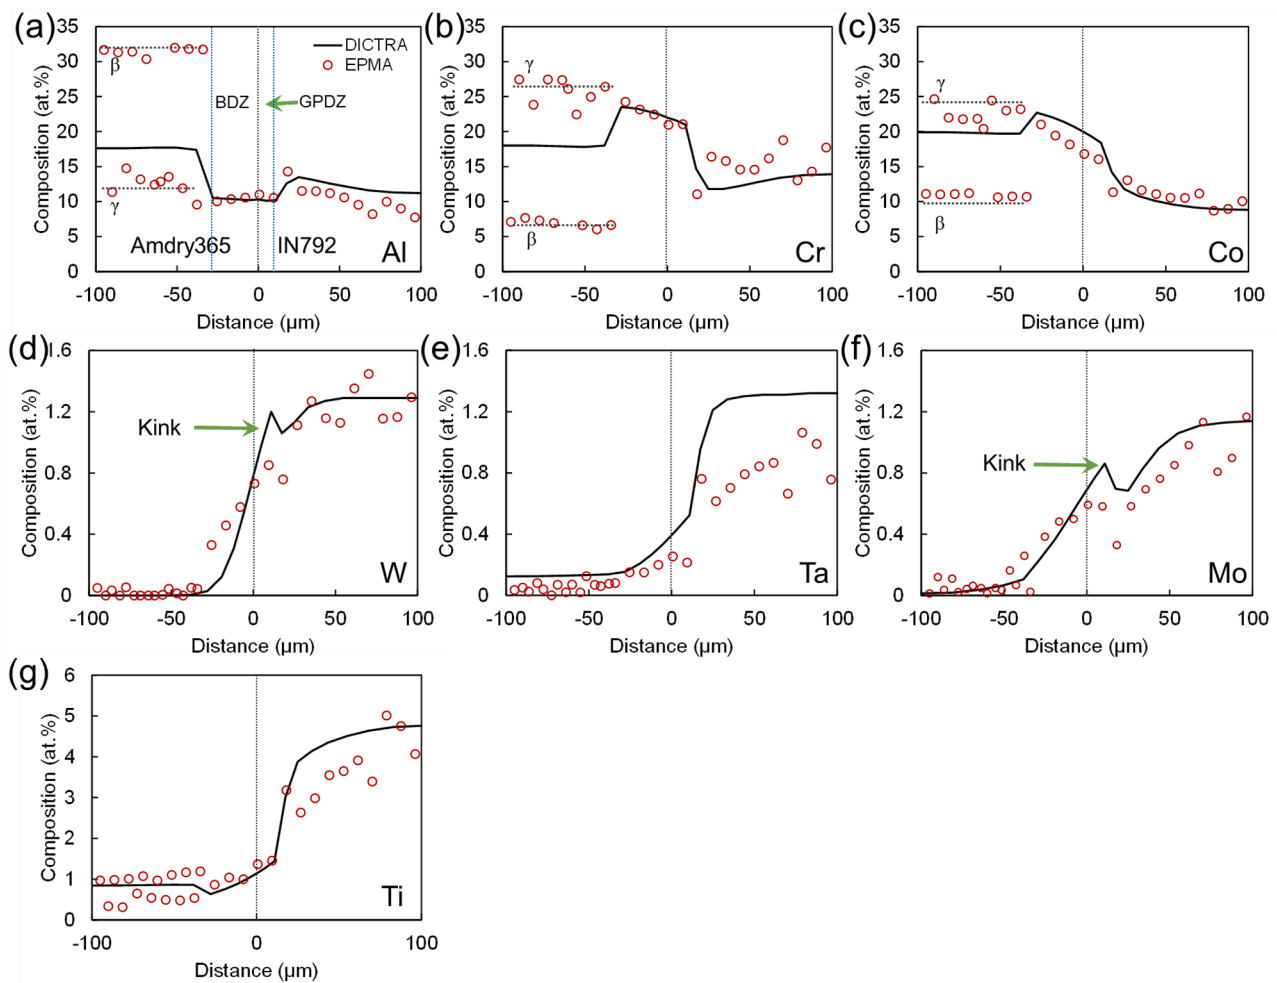 (a)
Composition (at.%)
35
30
25
20
15
10
5
0
β
γ
DICTRA
EPMA
BDZ
GPDZ
Amdry365
IN792
Al
-100
-50
0
50
100
Distance (μm)
(b)
Composition (at.%)
35
30
25
20
15
10
5
0
γ
β
Cr
-100
-50
0
50
100
Distance (μm)
(c)
Composition (at.%)
35
30
25
20
15
10
5
0
γ
β
Co
-100
-50
0
50
100
Distance (μm)
(d)
Composition (at.%)
1.6
1.2
0.8
0.4
0
Kink
W
-100
-50
0
50
100
Distance (μm)
(e)
Composition (at.%)
1.6
1.2
0.8
0.4
0
Ta
-100
-50
0
50
100
Distance (μm)
(f)
Composition (at.%)
1.6
1.2
0.8
0.4
0
Kink
Mo
-100
-50
0
50
100
Distance (μm)
(g)
Composition (at.%)
6
5
4
3
2
1
0
Ti
-100
0
100
Distance (μm)